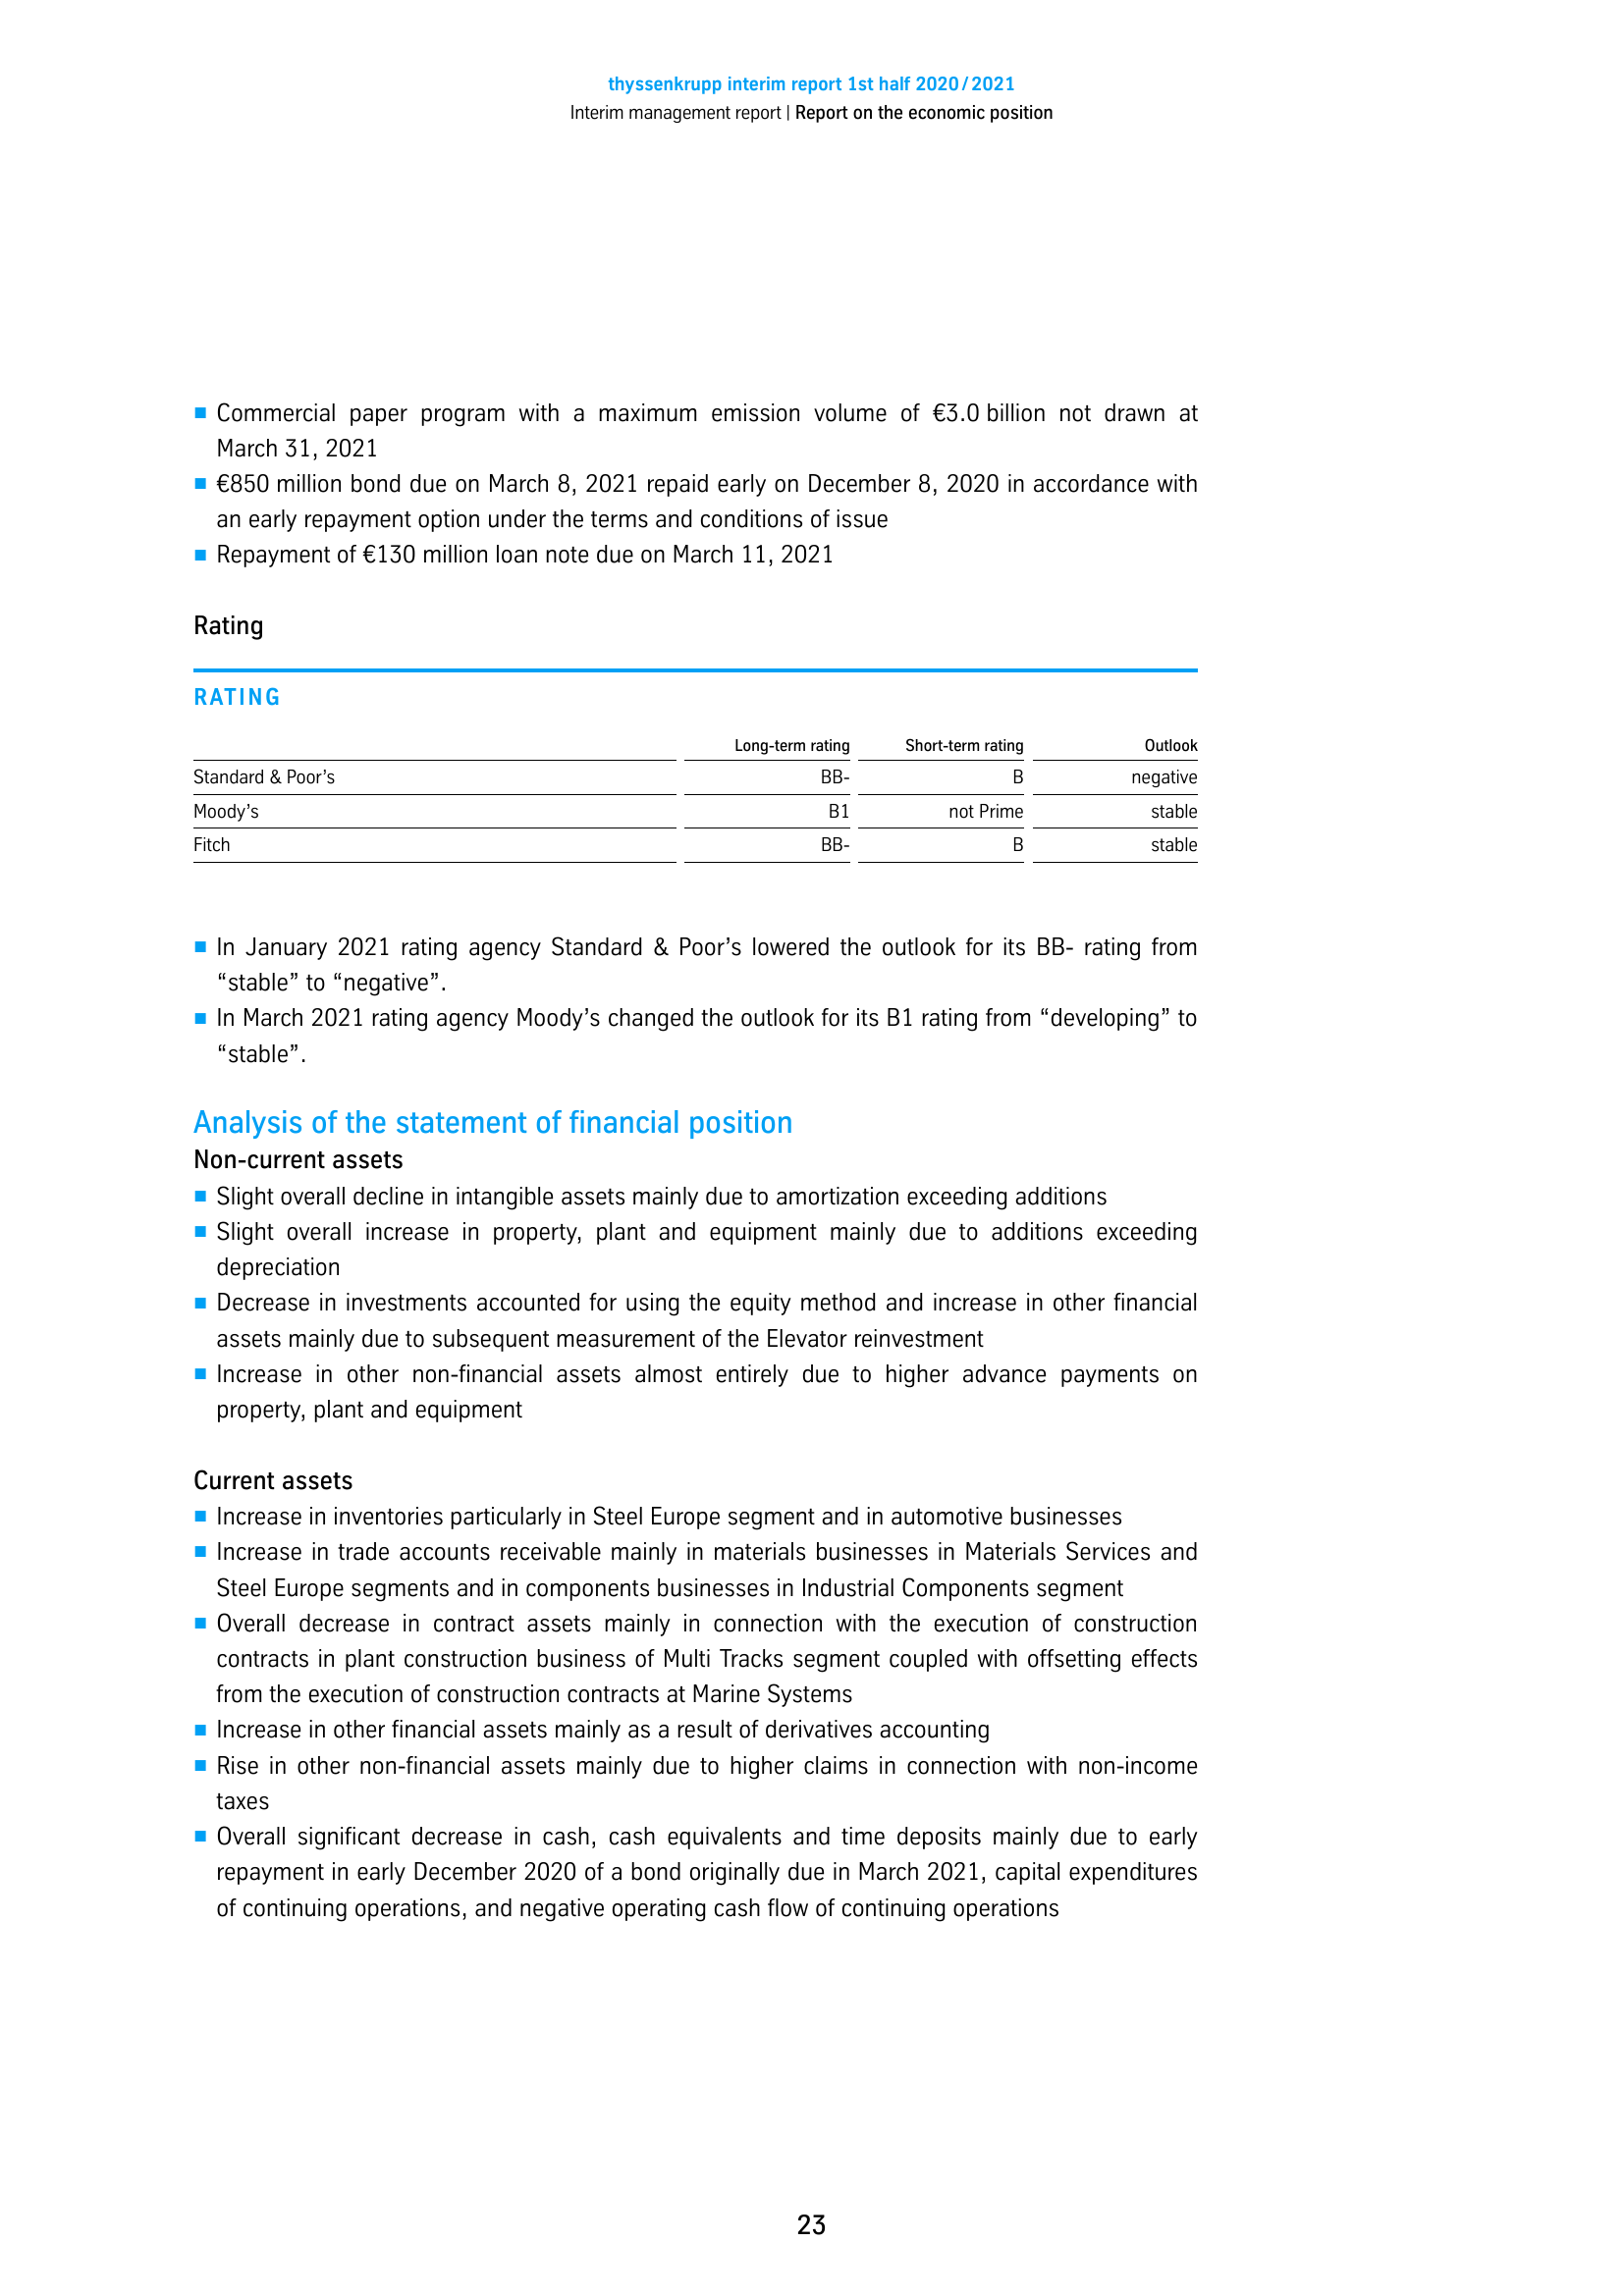 thyssenkrupp interim report 1st half 2020 / 2021
Interim management report | Report on the economic position
■ Commercial paper program with a maximum emission volume of €3.0 billion not drawn at
March 31, 2021
■ €850 million bond due on March 8, 2021 repaid early on December 8, 2020 in accordance with
an early repayment option under the terms and conditions of issue
■ Repayment of €130 million loan note due on March 11, 2021
Rating
RATING
Long-term rating Short-term rating Outlook
Standard & Poor’s BB- B negative
Moody’s B1 not Prime stable
Fitch BB- B stable
■ In January 2021 rating agency Standard & Poor’s lowered the outlook for its BB- rating from
“stable” to “negative”.
■ In March 2021 rating agency Moody’s changed the outlook for its B1 rating from “developing” to
“stable”.
Analysis of the statement of financial position
Non-current assets
■ Slight overall decline in intangible assets mainly due to amortization exceeding additions
■ Slight overall increase in property, plant and equipment mainly due to additions exceeding
depreciation
■ Decrease in investments accounted for using the equity method and increase in other financial
assets mainly due to subsequent measurement of the Elevator reinvestment
■ Increase in other non-financial assets almost entirely due to higher advance payments on
property, plant and equipment
Current assets
■ Increase in inventories particularly in Steel Europe segment and in automotive businesses
■ Increase in trade accounts receivable mainly in materials businesses in Materials Services and
Steel Europe segments and in components businesses in Industrial Components segment
■ Overall decrease in contract assets mainly in connection with the execution of construction
contracts in plant construction business of Multi Tracks segment coupled with offsetting effects
from the execution of construction contracts at Marine Systems
■ Increase in other financial assets mainly as a result of derivatives accounting
■ Rise in other non-financial assets mainly due to higher claims in connection with non-income
taxes
■ Overall significant decrease in cash, cash equivalents and time deposits mainly due to early
repayment in early December 2020 of a bond originally due in March 2021, capital expenditures
of continuing operations, and negative operating cash flow of continuing operations
23